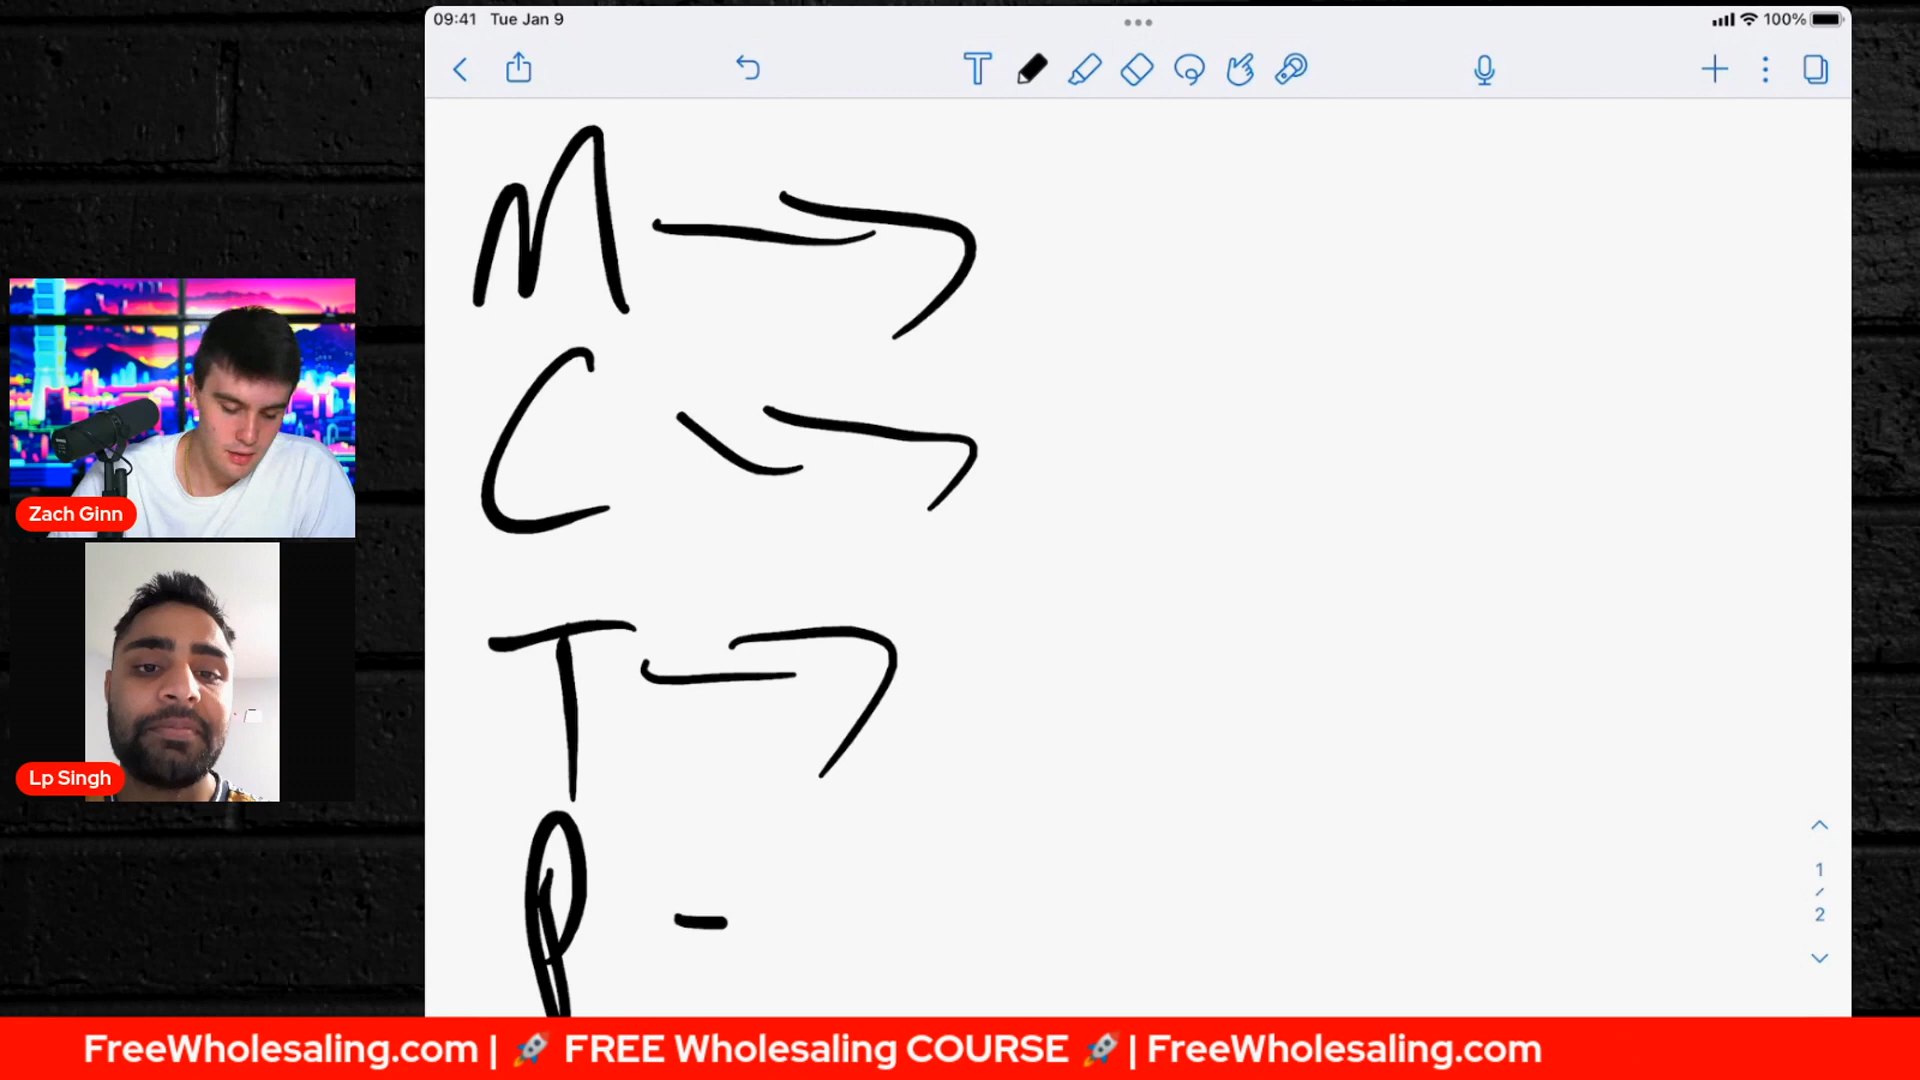 09:41 Tue Jan 9 100%
T
M →
C →
T →
P -
Zach Ginn
Lp Singh
1
/
2
FreeWholesaling.com | 🚀 FREE Wholesaling COURSE 🚀 | FreeWholesaling.com